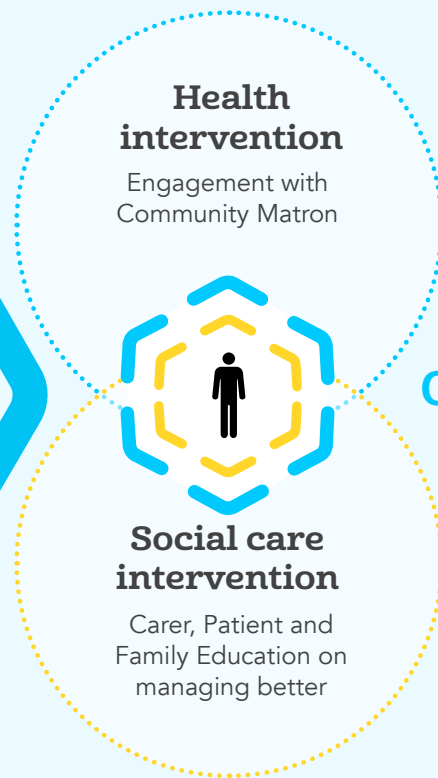 Health
intervention
Engagement with
Community Matron
Social care
intervention
Carer, Patient and
Family Education on
managing better